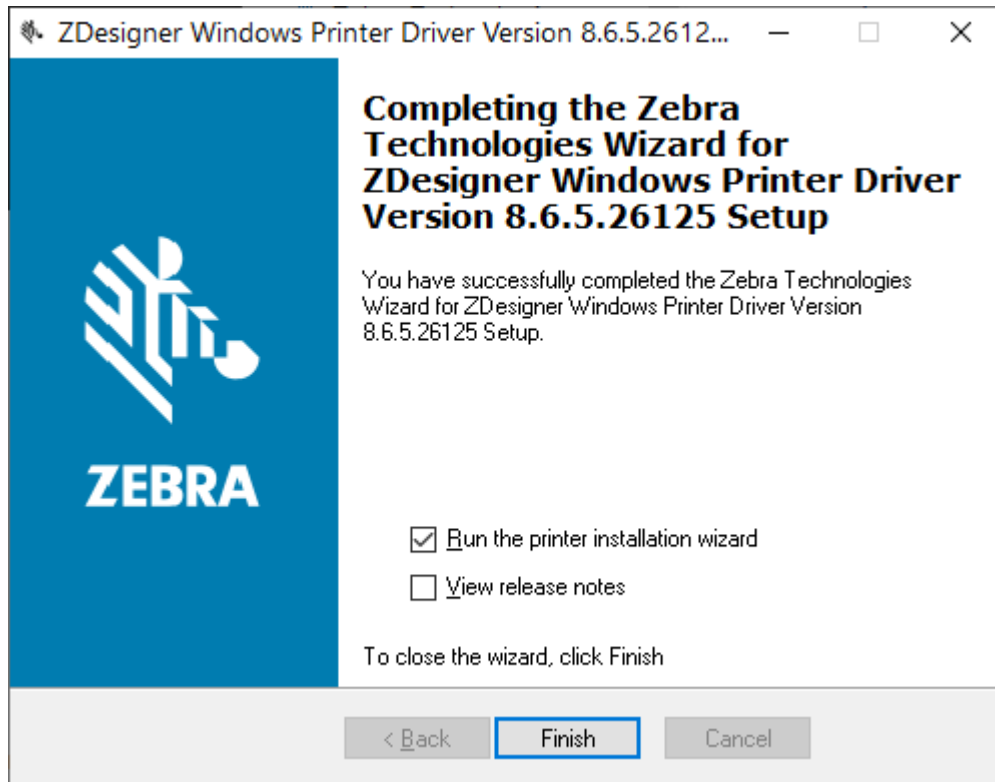 ZDesigner Windows Printer Driver Version 8.6.5.2612...
Completing the Zebra
Technologies Wizard for
ZDesigner Windows Printer Driver
Version 8.6.5.26125 Setup
You have successfully completed the Zebra Technologies
Wizard for ZDesigner Windows Printer Driver Version
8.6.5.26125 Setup.
ZEBRA
Run the printer installation wizard
View release notes
To close the wizard, click Finish
< Back Finish Cancel